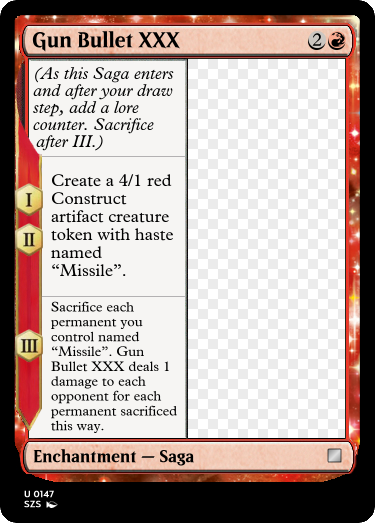 Gun Bullet XXX 2
(As this Saga enters
and after your draw
step, add a lore
counter. Sacrifice
after III.)
I
II
Create a 4/1 red
Construct
artifact creature
token with haste
named
“Missile”.
III
Sacrifice each
permanent you
control named
“Missile”. Gun
Bullet XXX deals 1
damage to each
opponent for each
permanent sacrificed
this way.
Enchantment — Saga
U 0147
SZS